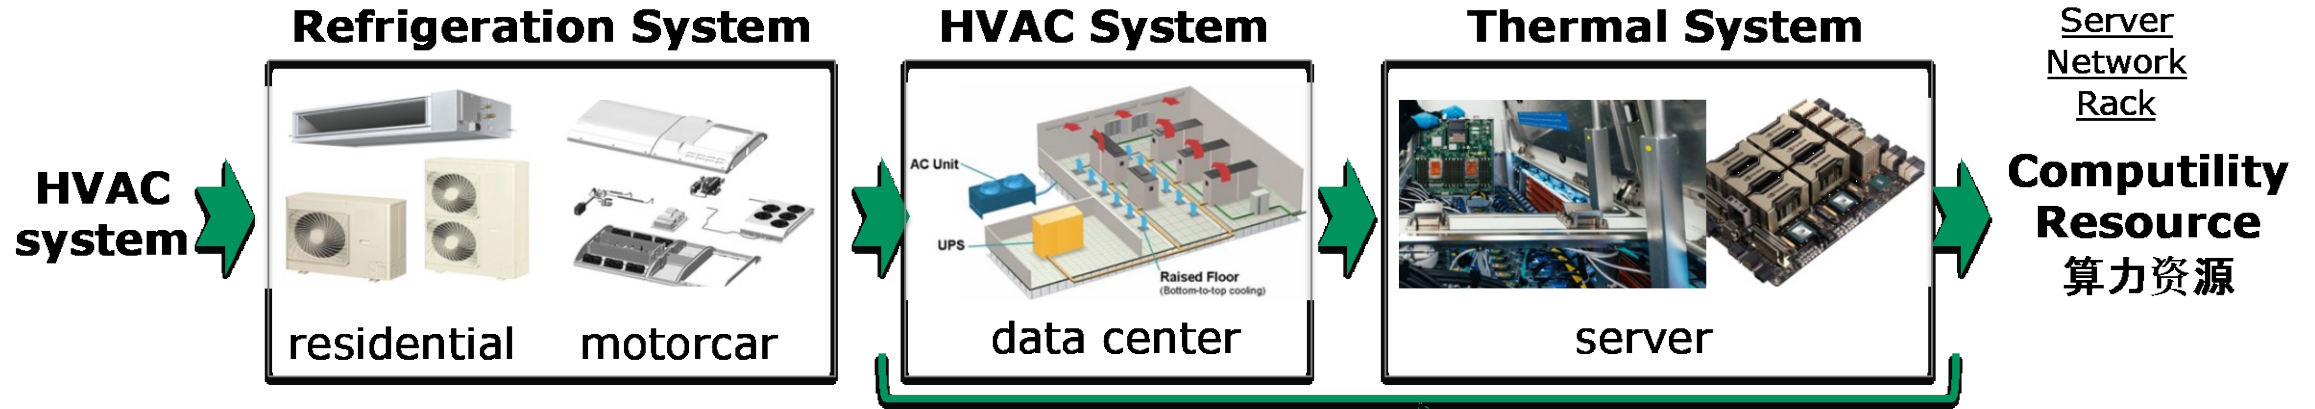 HVAC
system
Refrigeration System
residential
motorcar
HVAC System
AC Unit
UPS
Raised Floor
(Bottom-to-top cooling)
data center
Thermal System
server
Server
Network
Rack
Computility
Resource
算力资源